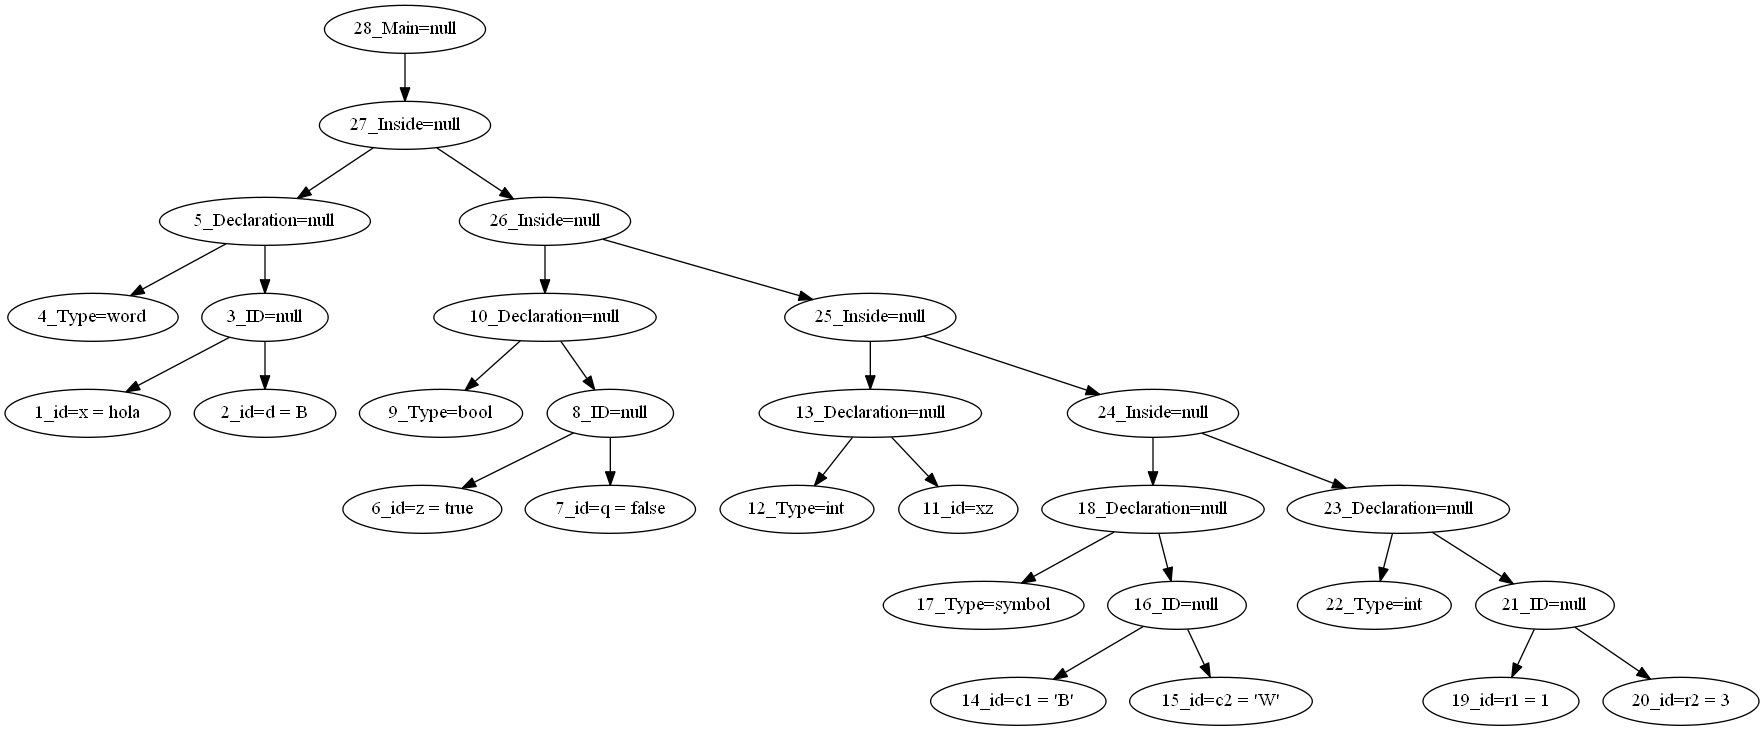 28_Main=null
27_Inside=null
5_Declaration=null
26_Inside=null
4_Type=word
3_ID=null
10_Declaration=null
25_Inside=null
1_id=x = hola
2_id=d = B
9_Type=bool
8_ID=null
13_Declaration=null
24_Inside=null
6_id=z = true
7_id=q = false
12_Type=int
11_id=xz
18_Declaration=null
23_Declaration=null
17_Type=symbol
16_ID=null
22_Type=int
21_ID=null
14_id=c1 = 'B'
15_id=c2 = 'W'
19_id=r1 = 1
20_id=r2 = 3